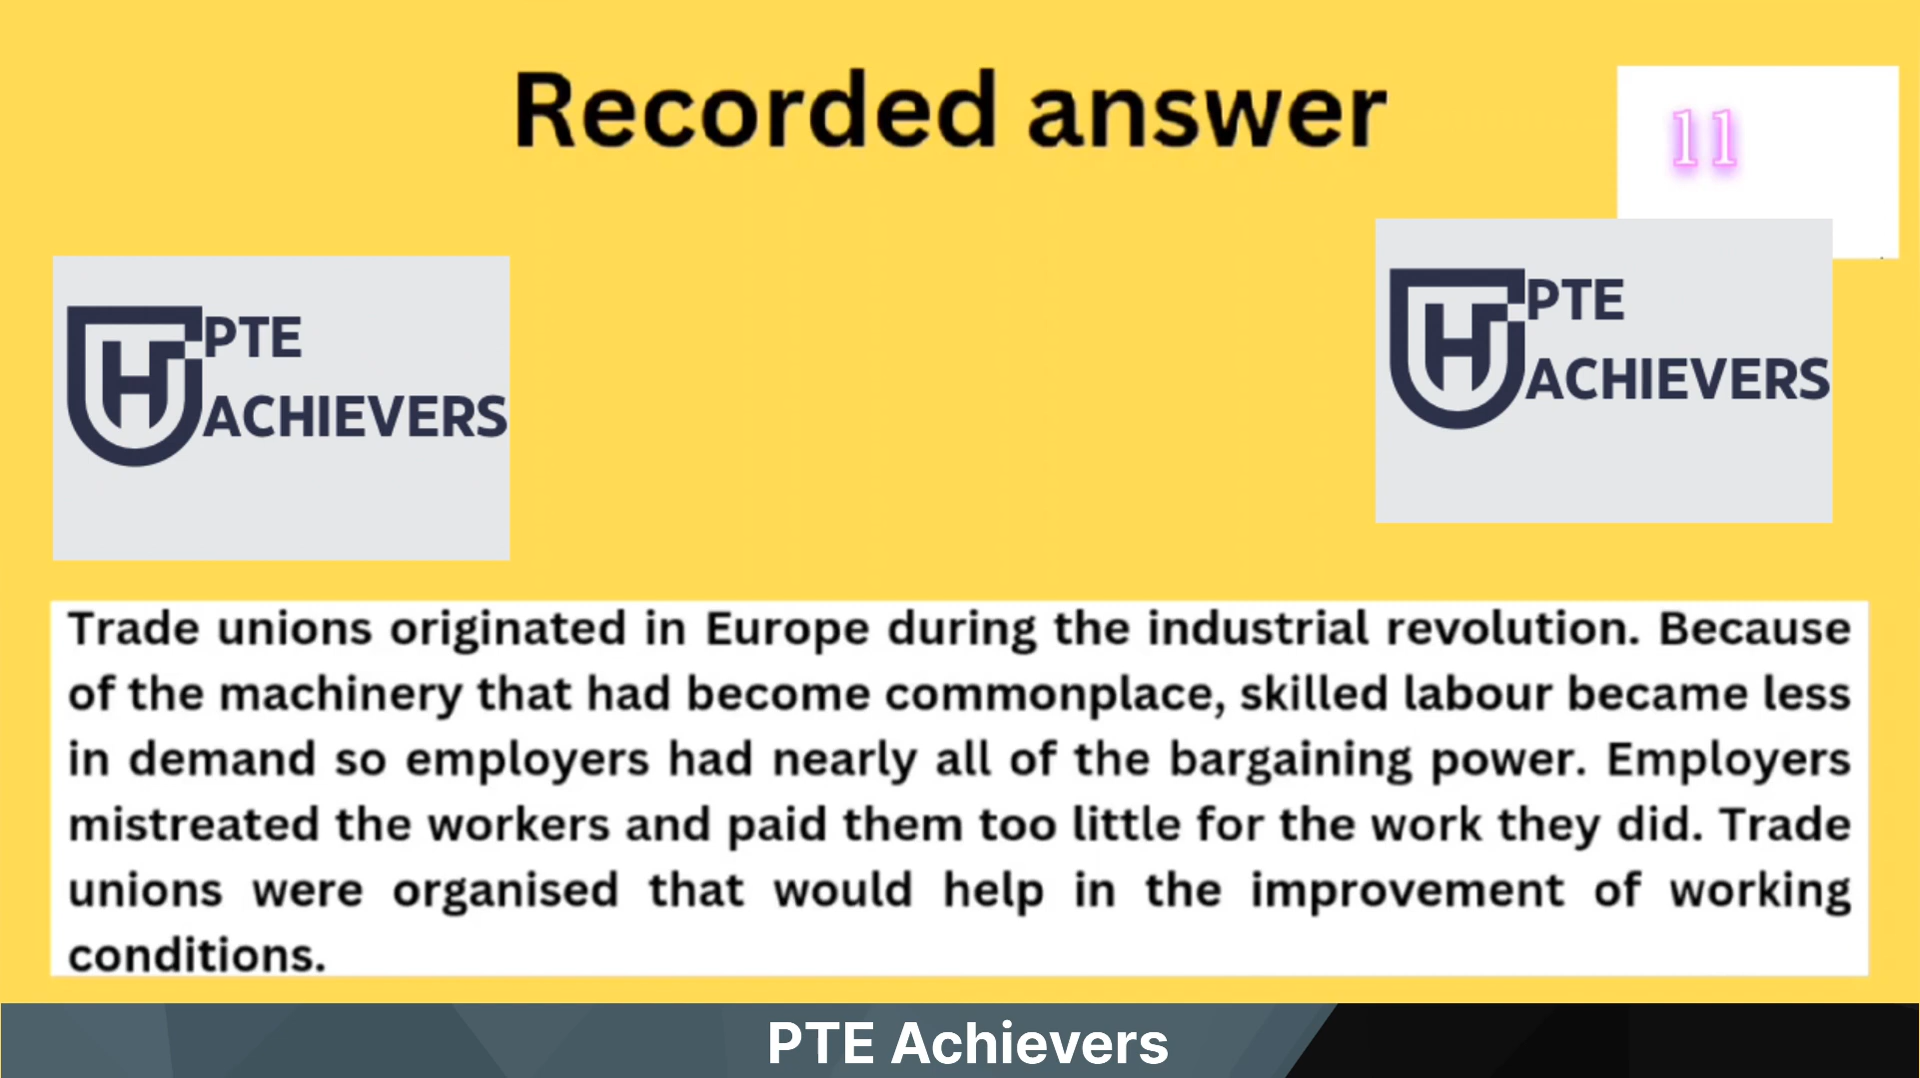 Recorded answer
11
PTE
ACHIEVERS
PTE
ACHIEVERS
Trade unions originated in Europe during the industrial revolution. Because
of the machinery that had become commonplace, skilled labour became less
in demand so employers had nearly all of the bargaining power. Employers
mistreated the workers and paid them too little for the work they did. Trade
unions were organised that would help in the improvement of working
conditions.
PTE Achievers